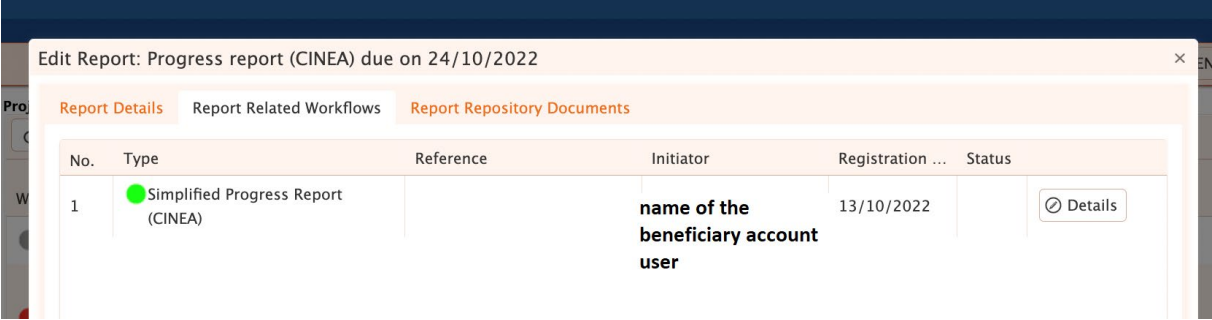 Edit Report: Progress report (CINEA) due on 24/10/2022 ×
EN
Proj
Report Details Report Related Workflows Report Repository Documents
No. Type Reference Initiator Registration ... Status
W
1 Simplified Progress Report (CINEA) name of the beneficiary account user 13/10/2022 Details